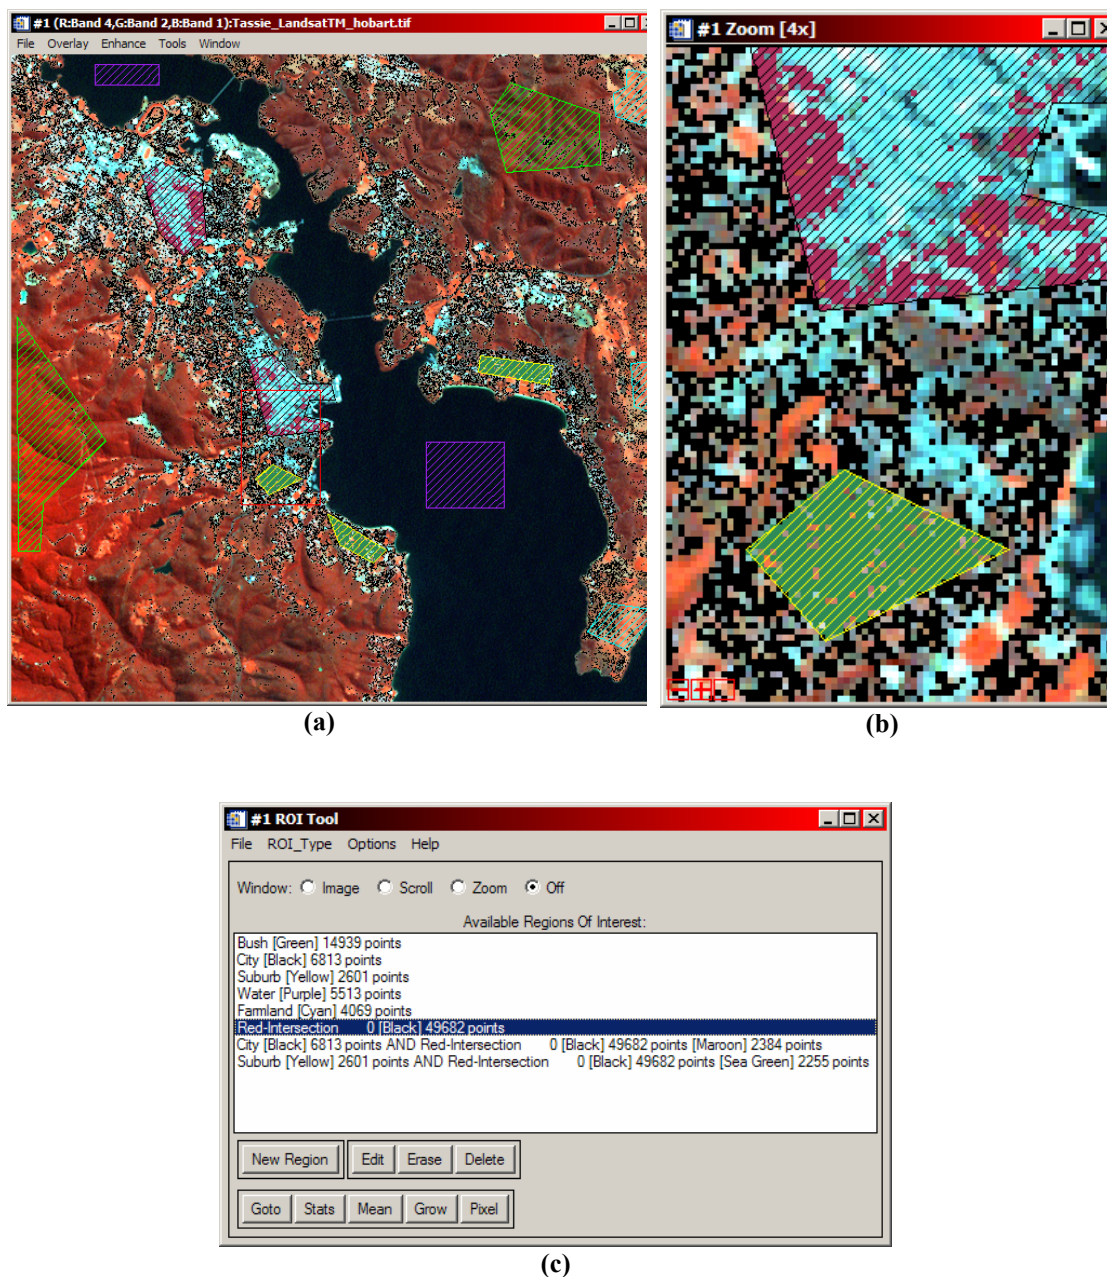 #1 (R:Band 4,G:Band 2,B:Band 1):Tassie_LandsatTM_hobart.tif
File Overlay Enhance Tools Window
#1 Zoom [4x]
(a)
(b)
#1 ROI Tool
File ROI_Type Options Help
Window: Image Scroll Zoom Off
Available Regions Of Interest:
Bush [Green] 14939 points
City [Black] 6813 points
Suburb [Yellow] 2601 points
Water [Purple] 5513 points
Farmland [Cyan] 4069 points
Red-Intersection 0 [Black] 49682 points
City [Black] 6813 points AND Red-Intersection 0 [Black] 49682 points [Maroon] 2384 points
Suburb [Yellow] 2601 points AND Red-Intersection 0 [Black] 49682 points [Sea Green] 2255 points
New Region Edit Erase Delete
Goto Stats Mean Grow Pixel
(c)